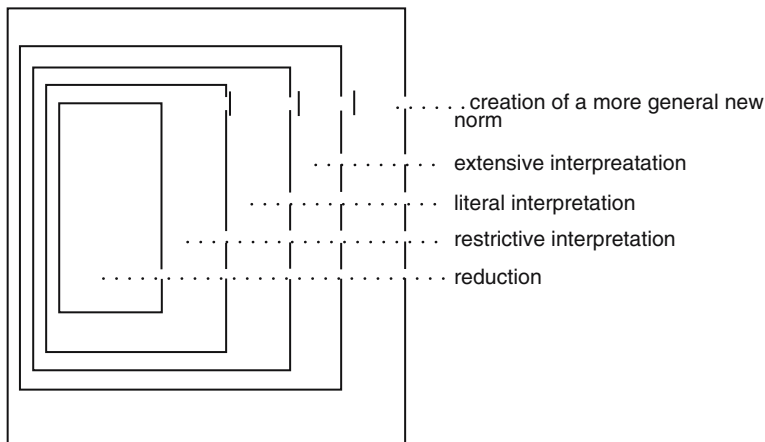 creation of a more general new
norm
extensive interpreatation
literal interpretation
restrictive interpretation
reduction